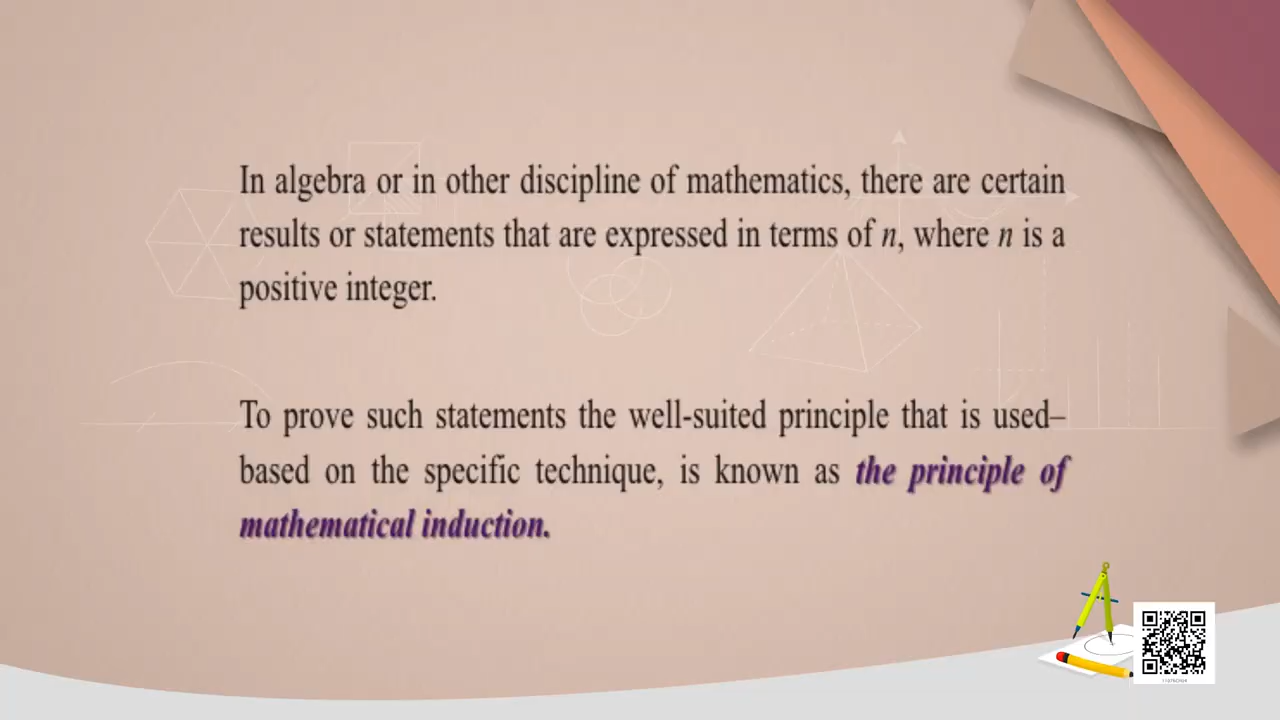 In algebra or in other discipline of mathematics, there are certain
results or statements that are expressed in terms of n, where n is a
positive integer.
To prove such statements the well-suited principle that is used–
based on the specific technique, is known as the principle of
mathematical induction.